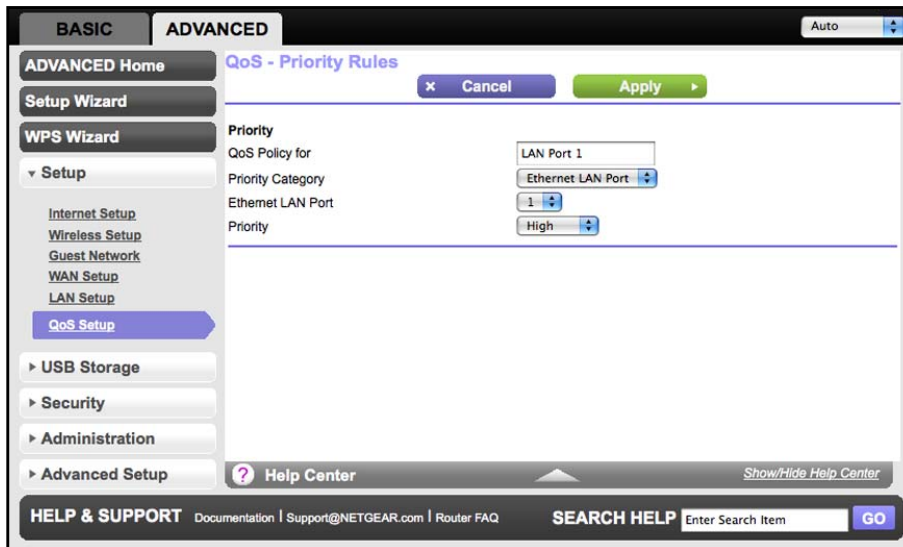 BASIC
ADVANCED
Auto
ADVANCED Home
Setup Wizard
WPS Wizard
Setup
Internet Setup
Wireless Setup
Guest Network
WAN Setup
LAN Setup
QoS Setup
USB Storage
Security
Administration
Advanced Setup
QoS - Priority Rules
× Cancel
Apply
Priority
QoS Policy for LAN Port 1
Priority Category Ethernet LAN Port
Ethernet LAN Port 1
Priority High
? Help Center
Show/Hide Help Center
HELP & SUPPORT Documentation | Support@NETGEAR.com | Router FAQ
SEARCH HELP Enter Search Item GO